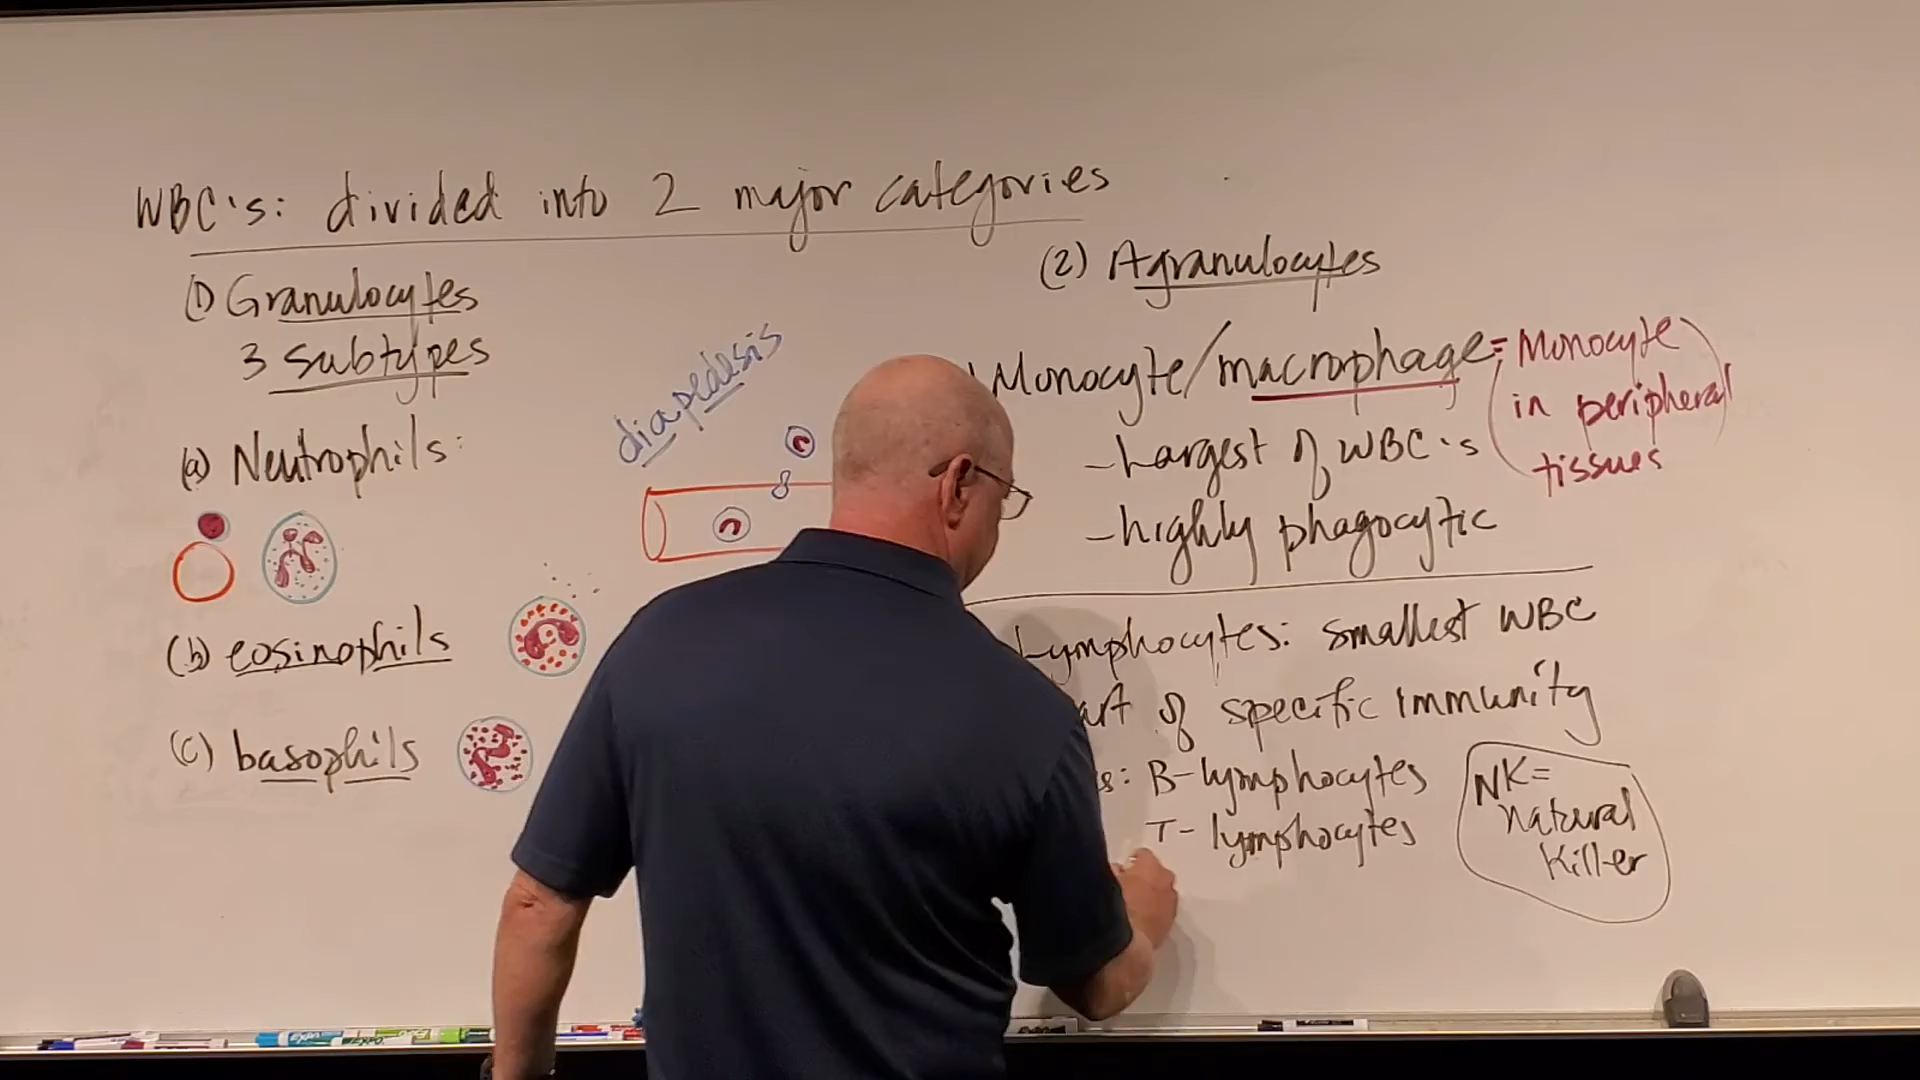 WBC's: divided into 2 major categories
(1) Granulocytes
3 subtypes
(a) Neutrophils:
(b) eosinophils
(c) basophils
diapedesis
(2) Agranulocytes
Monocyte/macrophage = Monocyte
in peripheral
tissues
- Largest of WBC's
- highly phagocytic
Lymphocytes: smallest WBC
of specific immunity
B-lymphocytes
T-lymphocytes
NK=
natural
killer